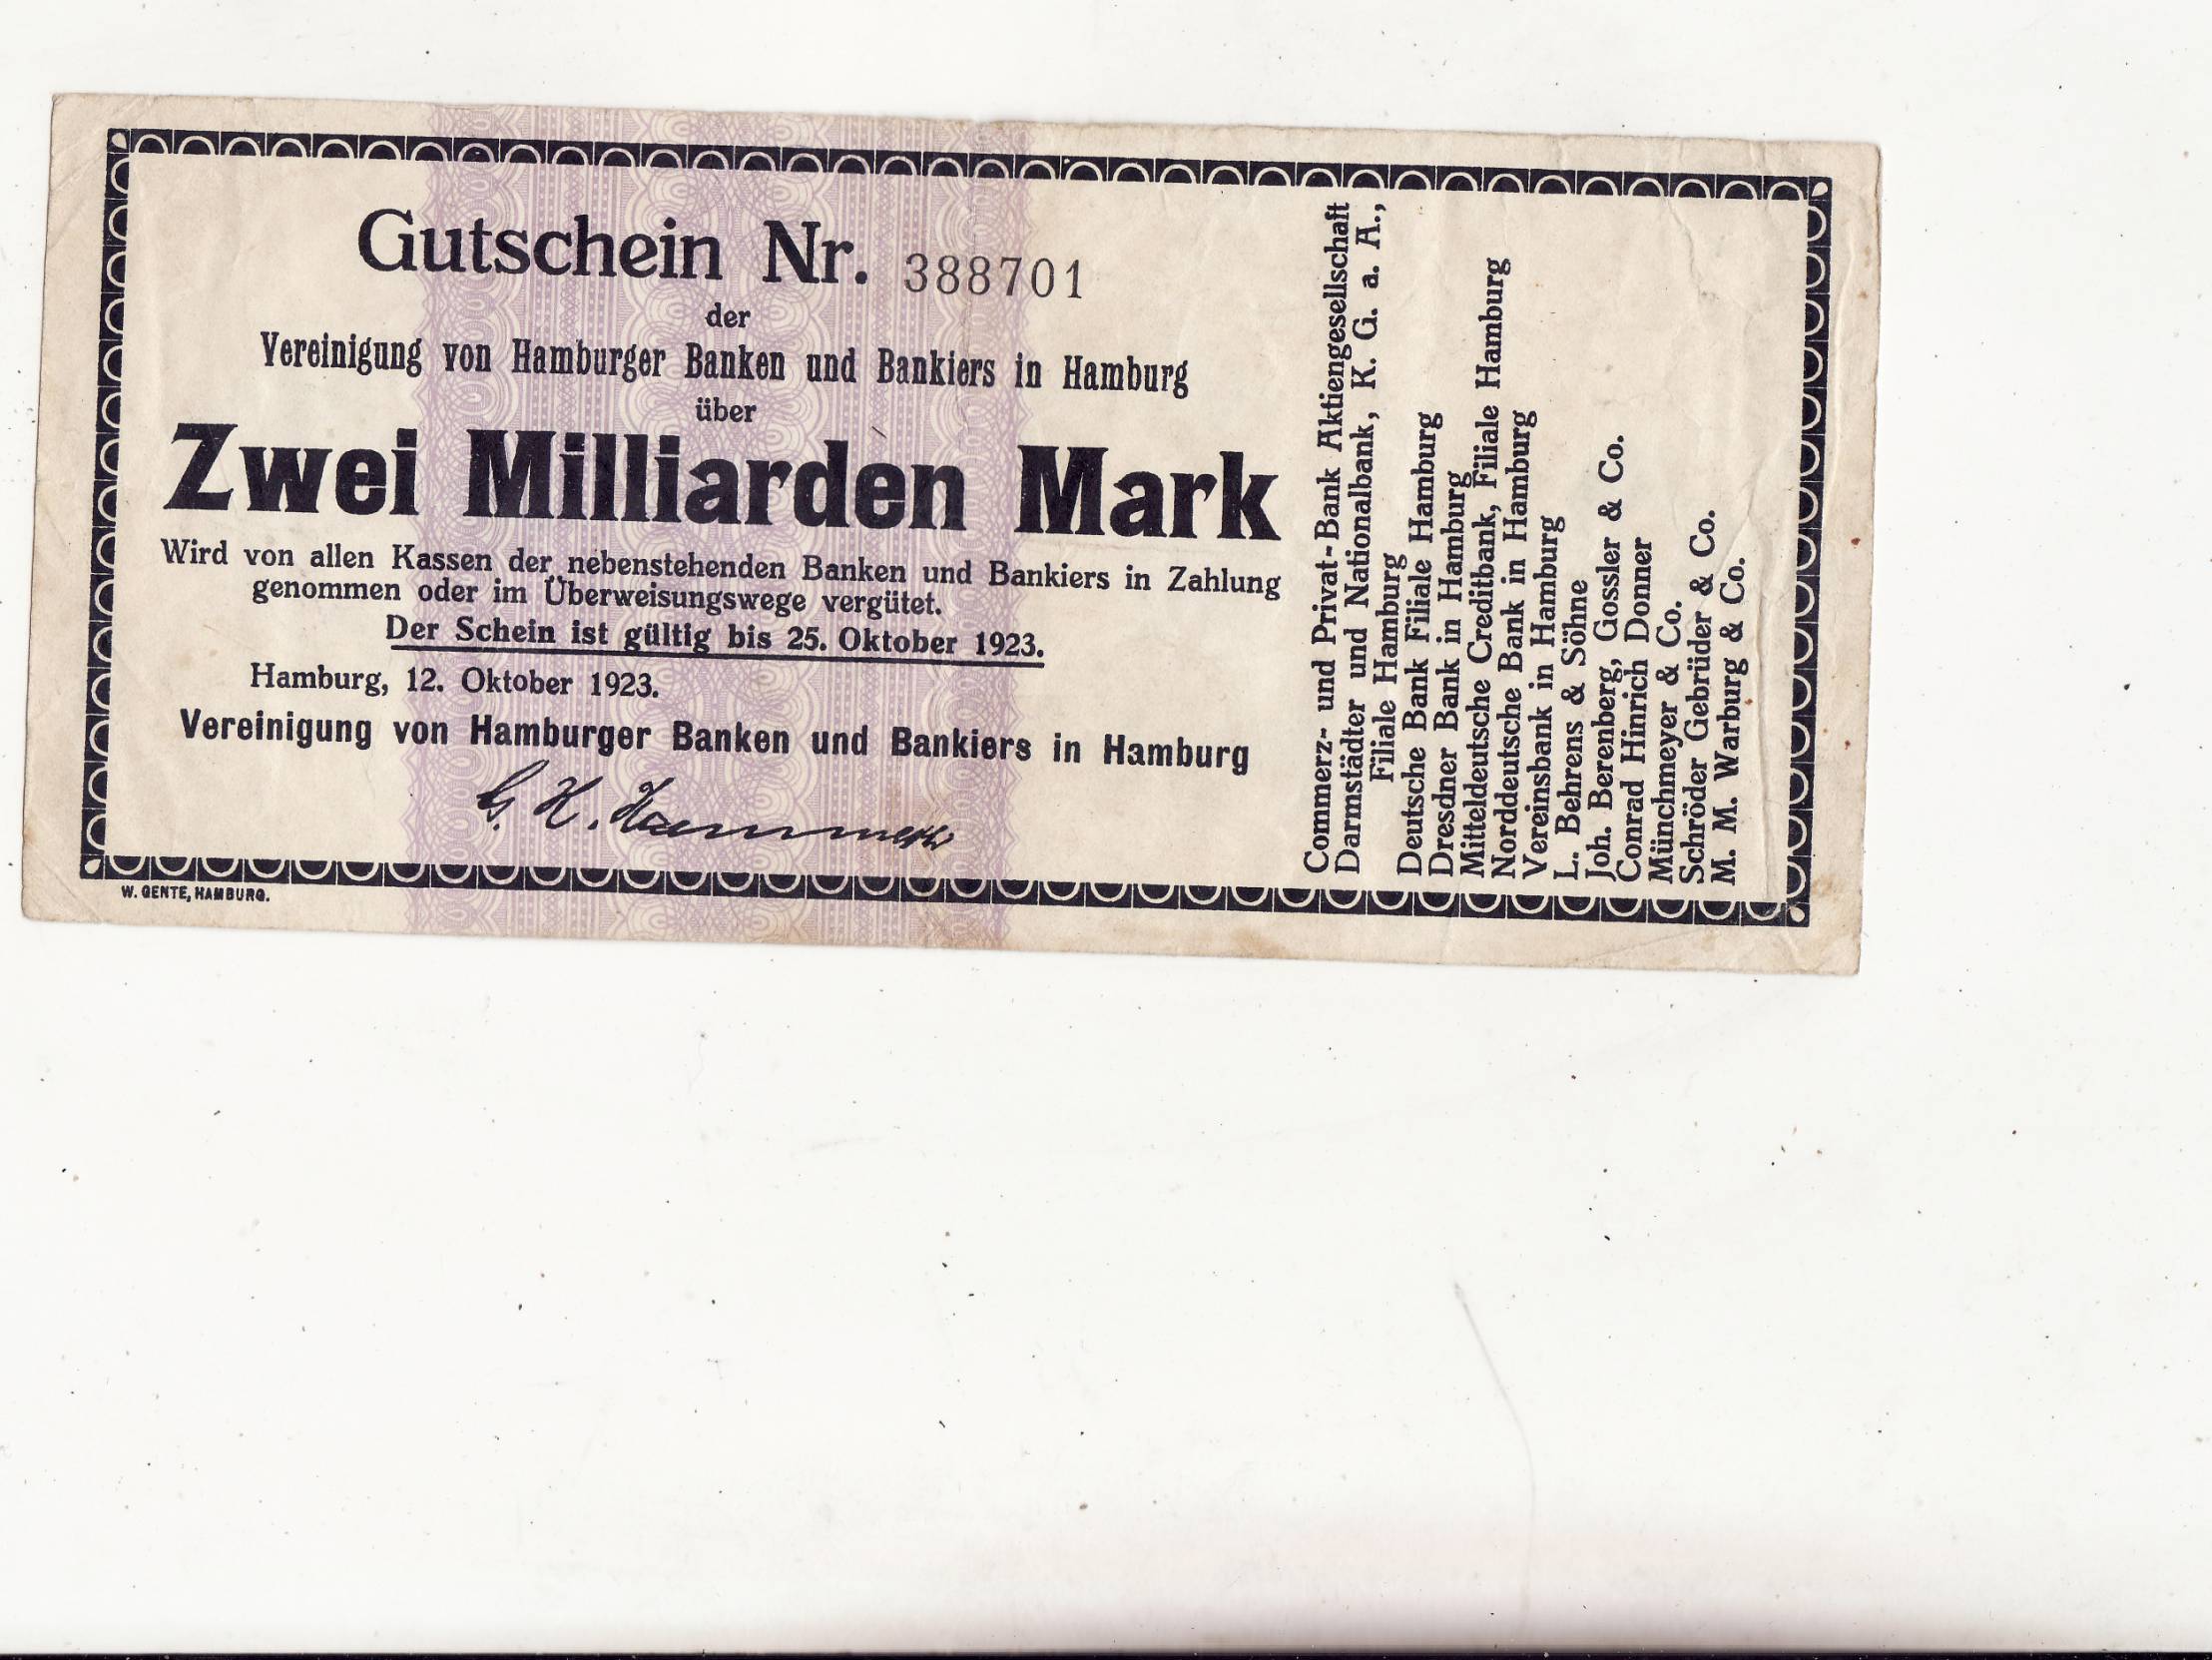 Gutschein Nr. 388701
der
Vereinigung von Hamburger Banken und Bankiers in Hamburg
über
Zwei Milliarden Mark
Wird von allen Kassen der nebenstehenden Banken und Bankiers in Zahlung
genommen oder im Überweisungswege vergütet.
Der Schein ist gültig bis 25. Oktober 1923.
Hamburg, 12. Oktober 1923.
Vereinigung von Hamburger Banken und Bankiers in Hamburg
G. H.
W. GENTE, HAMBURG.
Commerz- und Privat-Bank Aktiengesellschaft
Darmstädter und Nationalbank, K. G. a. A.,
Filiale Hamburg
Deutsche Bank Filiale Hamburg
Dresdner Bank in Hamburg
Mitteldeutsche Creditbank, Filiale Hamburg
Norddeutsche Bank in Hamburg
Vereinsbank in Hamburg
L. Behrens & Söhne
Joh. Berenberg, Gossler & Co.
Conrad Hinrich Donner
Münchmeyer & Co.
Schröder Gebrüder & Co.
M. M. Warburg & Co.